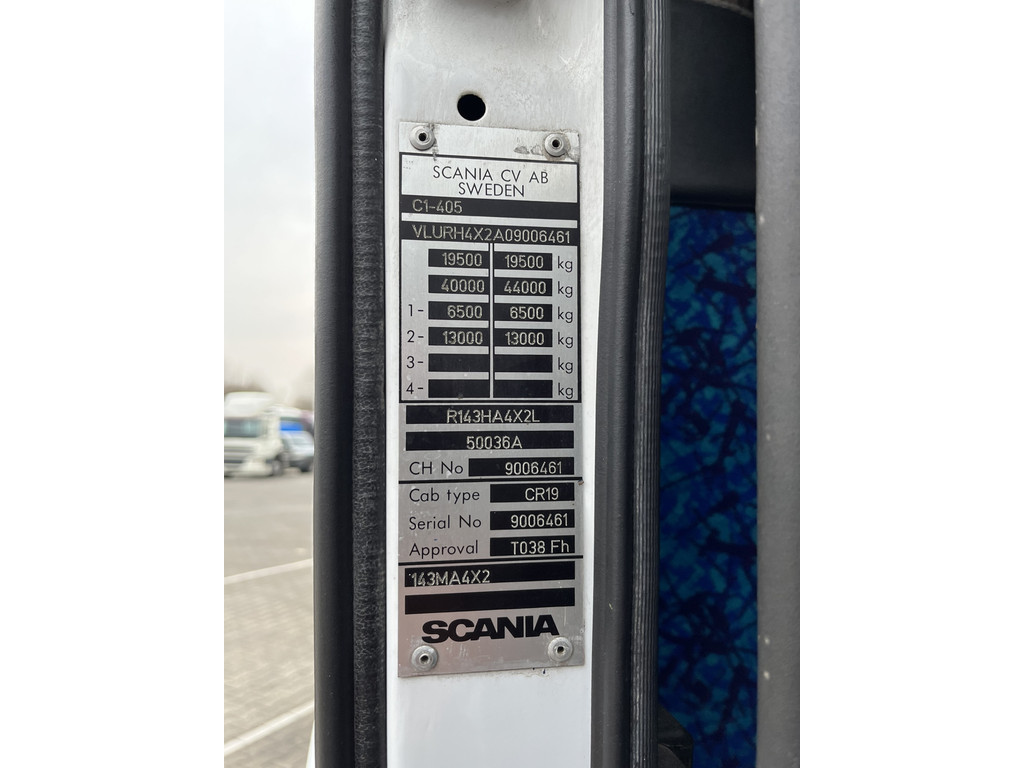 SCANIA CV AB
SWEDEN
C1-405
VLURH4X2A09006461
19500 19500 kg
40000 44000 kg
1- 6500 6500 kg
2- 13000 13000 kg
3- kg
4- kg
R143HA4X2L
50036A
CH No 9006461
Cab type CR19
Serial No 9006461
Approval T038 Fh
143MA4X2
SCANIA